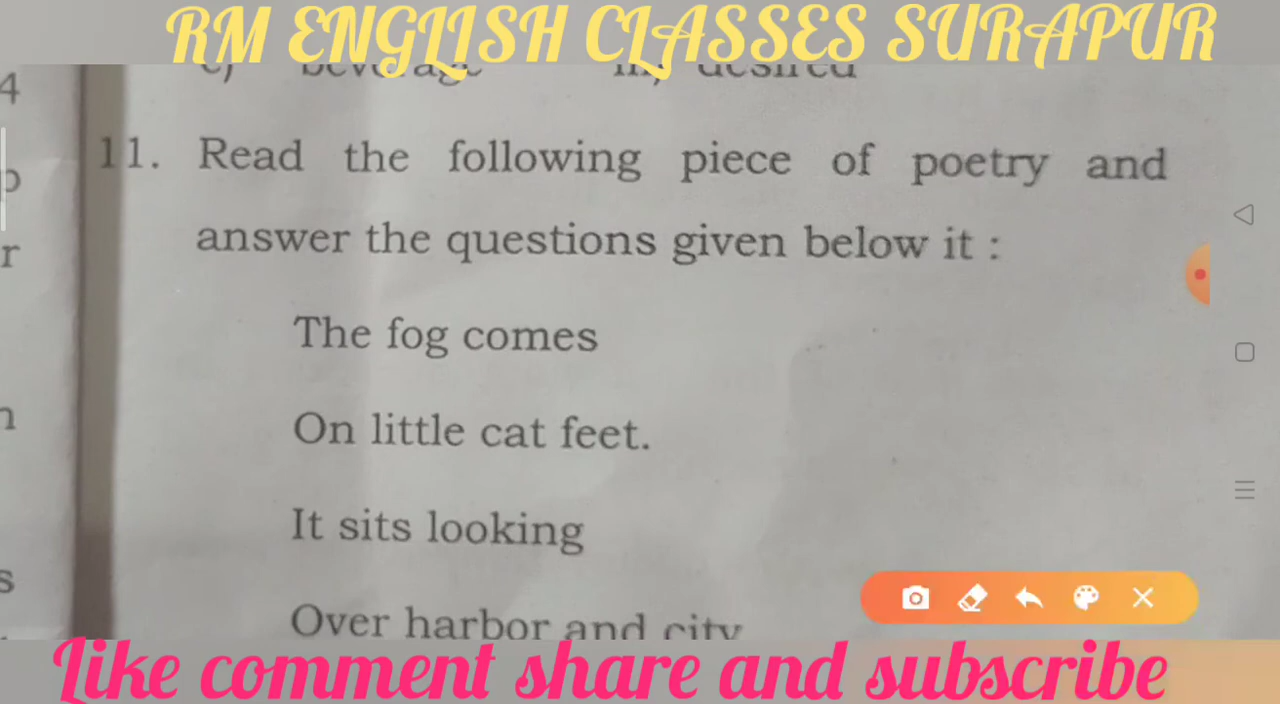 RM ENGLISH CLASSES SURAPUR
11. Read the following piece of poetry and
answer the questions given below it :
The fog comes
On little cat feet.
It sits looking
Over harbor and city
Like comment share and subscribe